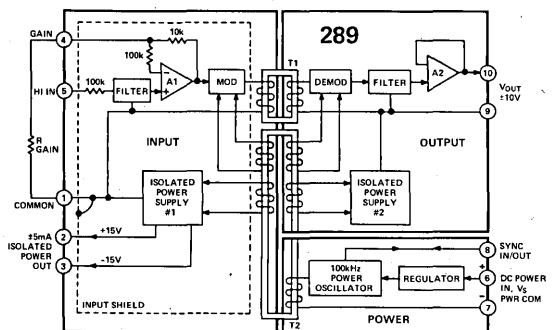 289
GAIN
4
10k
100k
A1
HI IN
5
100k
FILTER
MOD
T1
DEMOD
FILTER
A2
10
VOUT
±10V
9
R
GAIN
INPUT
OUTPUT
1
COMMON
ISOLATED
POWER
SUPPLY
#1
ISOLATED
POWER
SUPPLY
#2
±5mA
ISOLATED
POWER
OUT
2
+15V
3
-15V
INPUT SHIELD
T2
100kHz
POWER
OSCILLATOR
REGULATOR
8
SYNC
IN/OUT
+
6
DC POWER
IN, VS
PWR COM
−
7
POWER